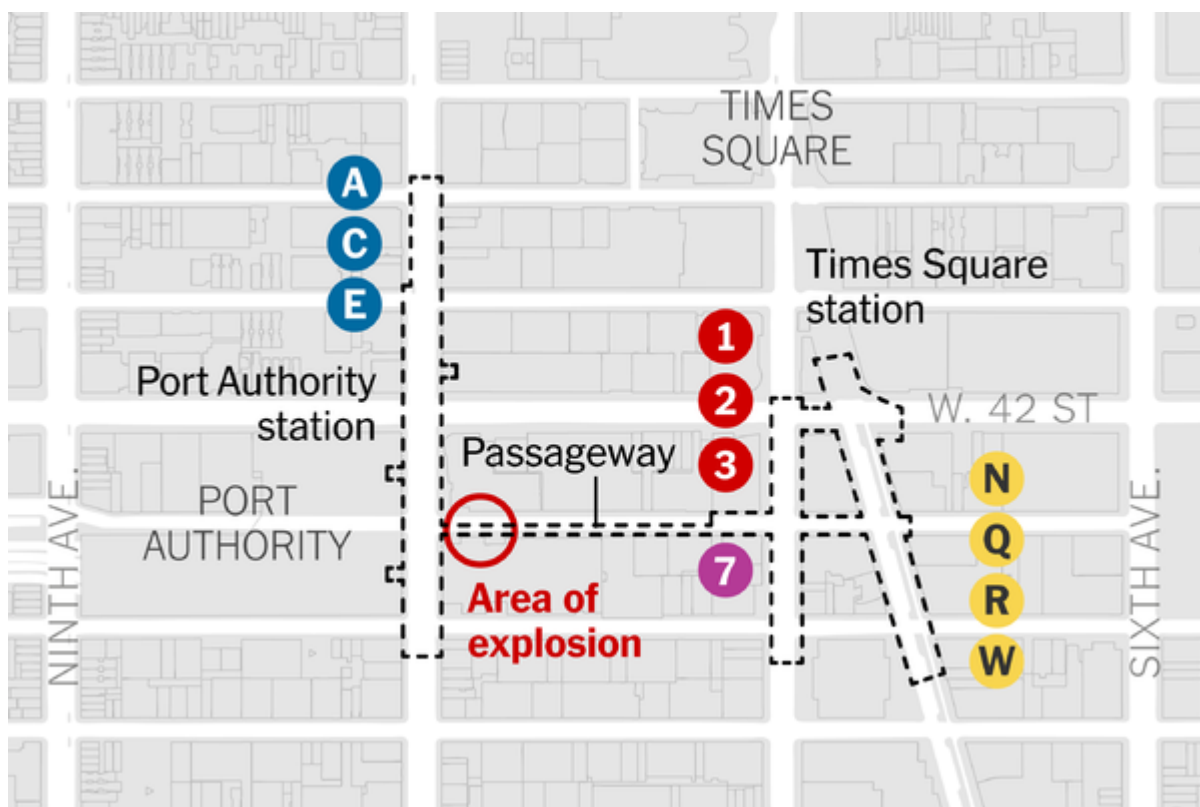 TIMES
SQUARE
A
C
E
Times Square
station
1
2
3
Port Authority
station
W. 42 ST
Passageway
N
Q
R
W
PORT
AUTHORITY
7
Area of
explosion
NINTH AVE.
SIXTH AVE.